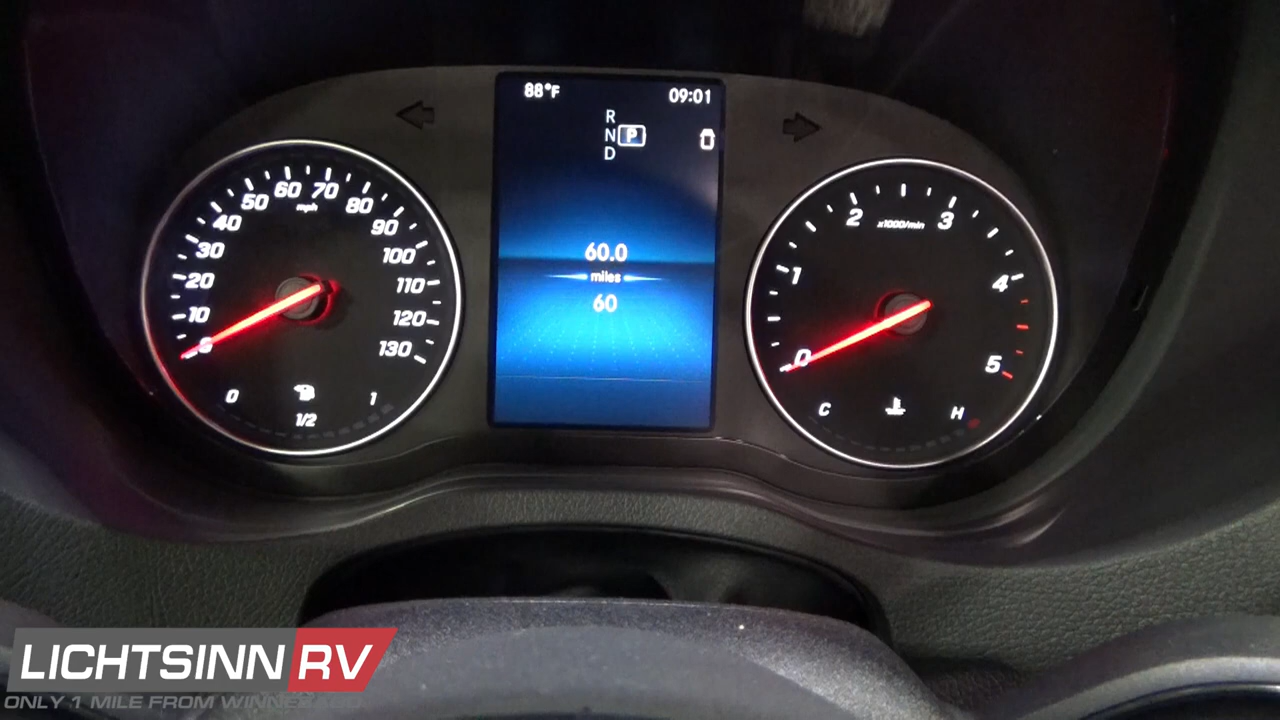 88°F 09:01
R
N P
D
60.0
miles
60
0 10 20 30 40 50 60 70 80 90 100 110 120 130
mph
0 1/2 1
0 1 2 3 4 5
x1000/min
C H
LICHTSINN RV
ONLY 1 MILE FROM WINNEBAGO